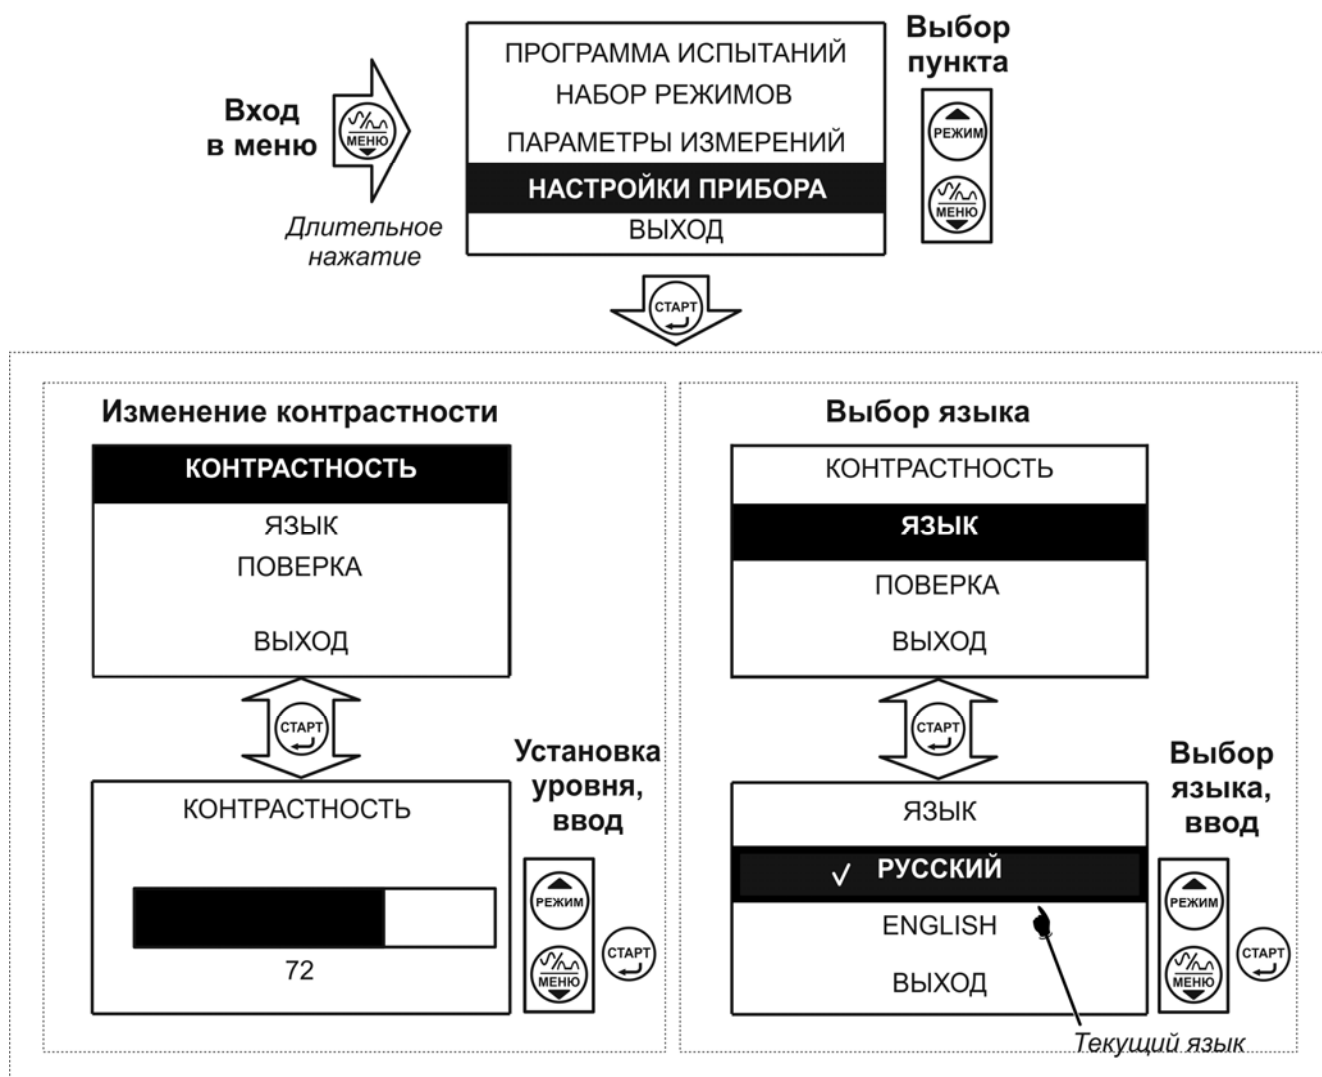 Вход
в меню
МЕНЮ
Длительное
нажатие
ПРОГРАММА ИСПЫТАНИЙ
НАБОР РЕЖИМОВ
ПАРАМЕТРЫ ИЗМЕРЕНИЙ
НАСТРОЙКИ ПРИБОРА
ВЫХОД
Выбор
пункта
РЕЖИМ
МЕНЮ
СТАРТ
Изменение контрастности
КОНТРАСТНОСТЬ
ЯЗЫК
ПОВЕРКА
ВЫХОД
СТАРТ
КОНТРАСТНОСТЬ
72
Установка
уровня,
ввод
РЕЖИМ
МЕНЮ
СТАРТ
Выбор языка
КОНТРАСТНОСТЬ
ЯЗЫК
ПОВЕРКА
ВЫХОД
СТАРТ
ЯЗЫК
✓ РУССКИЙ
ENGLISH
ВЫХОД
Выбор
языка,
ввод
РЕЖИМ
МЕНЮ
СТАРТ
Текущий язык